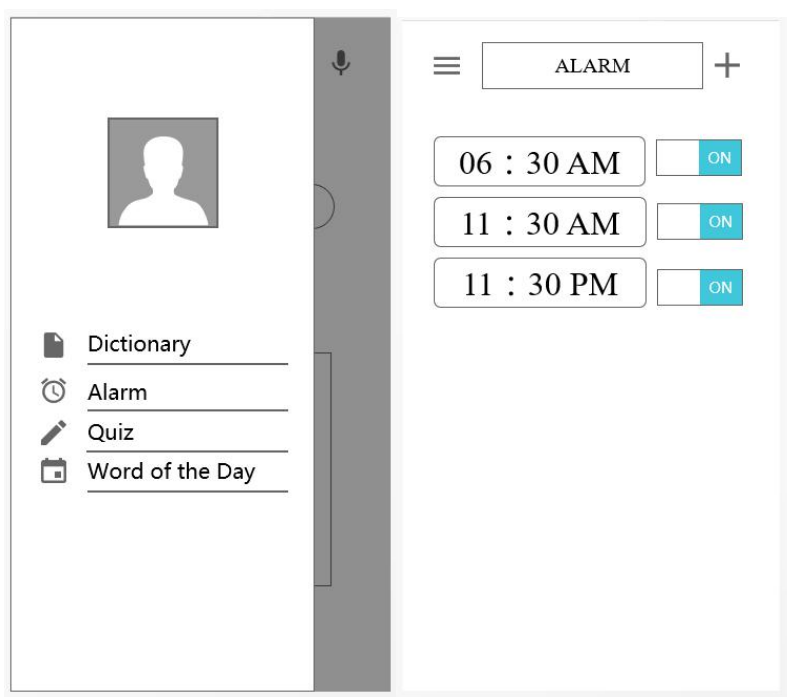 Dictionary
Alarm
Quiz
Word of the Day
ALARM
06 : 30 AM ON
11 : 30 AM ON
11 : 30 PM ON